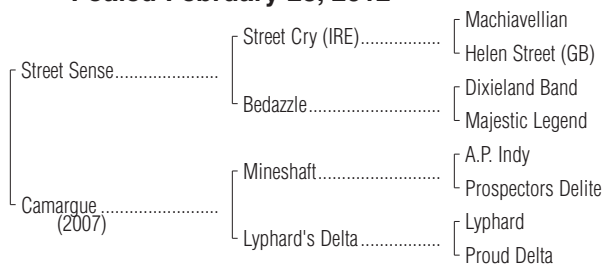 Foaled February 28, 2012
Machiavellian
Street Cry (IRE)
Helen Street (GB)
Street Sense
Dixieland Band
Bedazzle
Majestic Legend
A.P. Indy
Mineshaft
Prospectors Delite
Camargue
(2007)
Lyphard
Lyphard's Delta
Proud Delta